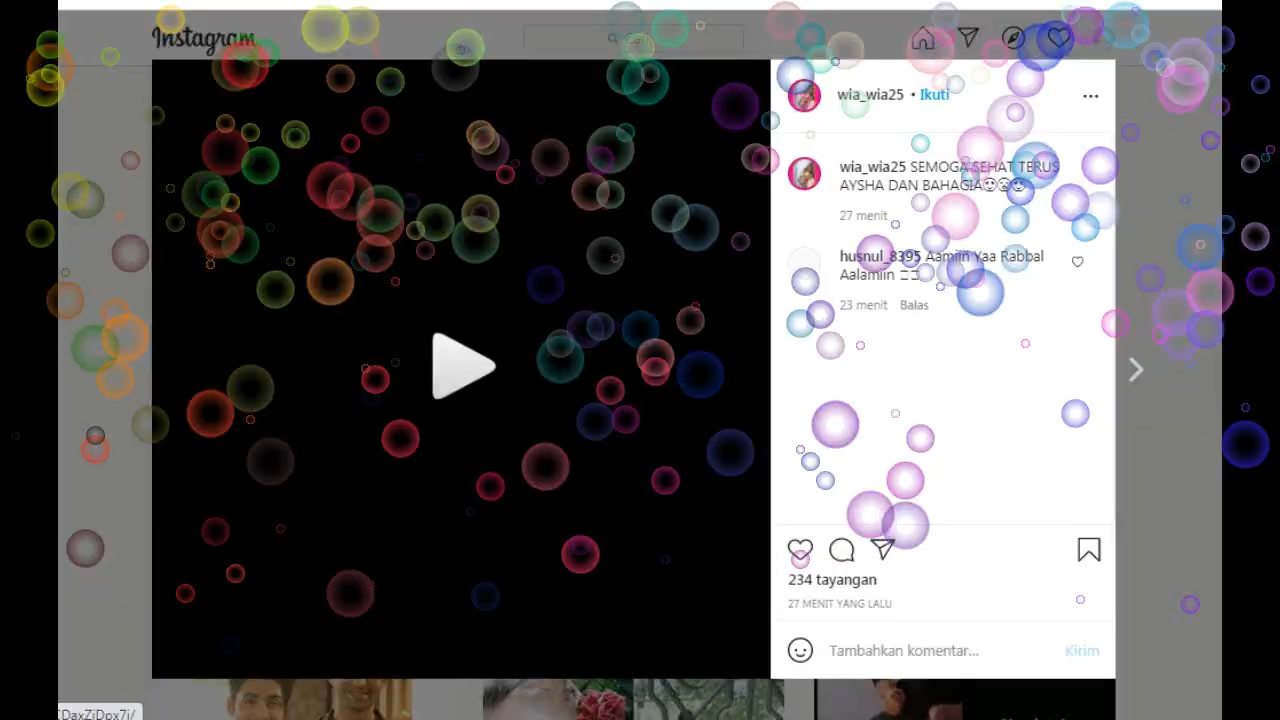 Instagram
wia_wia25 • Ikuti
wia_wia25 SEMOGA SEHAT TERUS
AYSHA DAN BAHAGIA
27 menit
husnul_8395 Aamiin Yaa Rabbal
Aalamiin
23 menit Balas
234 tayangan
27 MENIT YANG LALU
Tambahkan komentar... Kirim